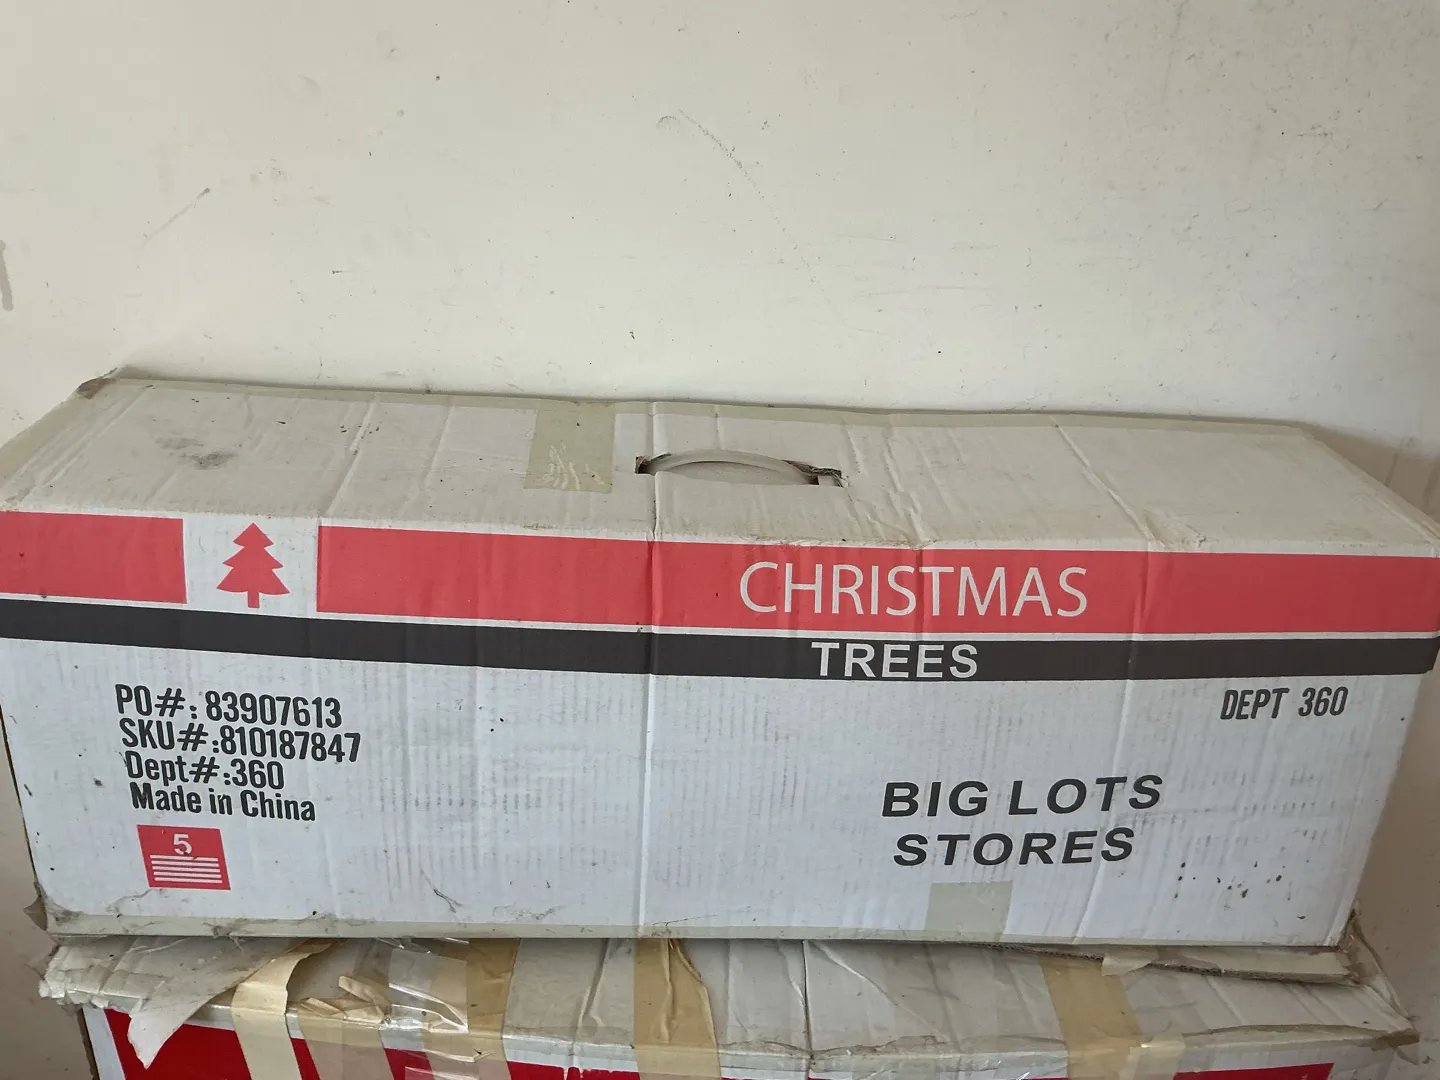 CHRISTMAS
TREES
PO#.:83907613
SKU#.:810187847
Dept#.:360
Made in China
5
DEPT 360
BIG LOTS
STORES